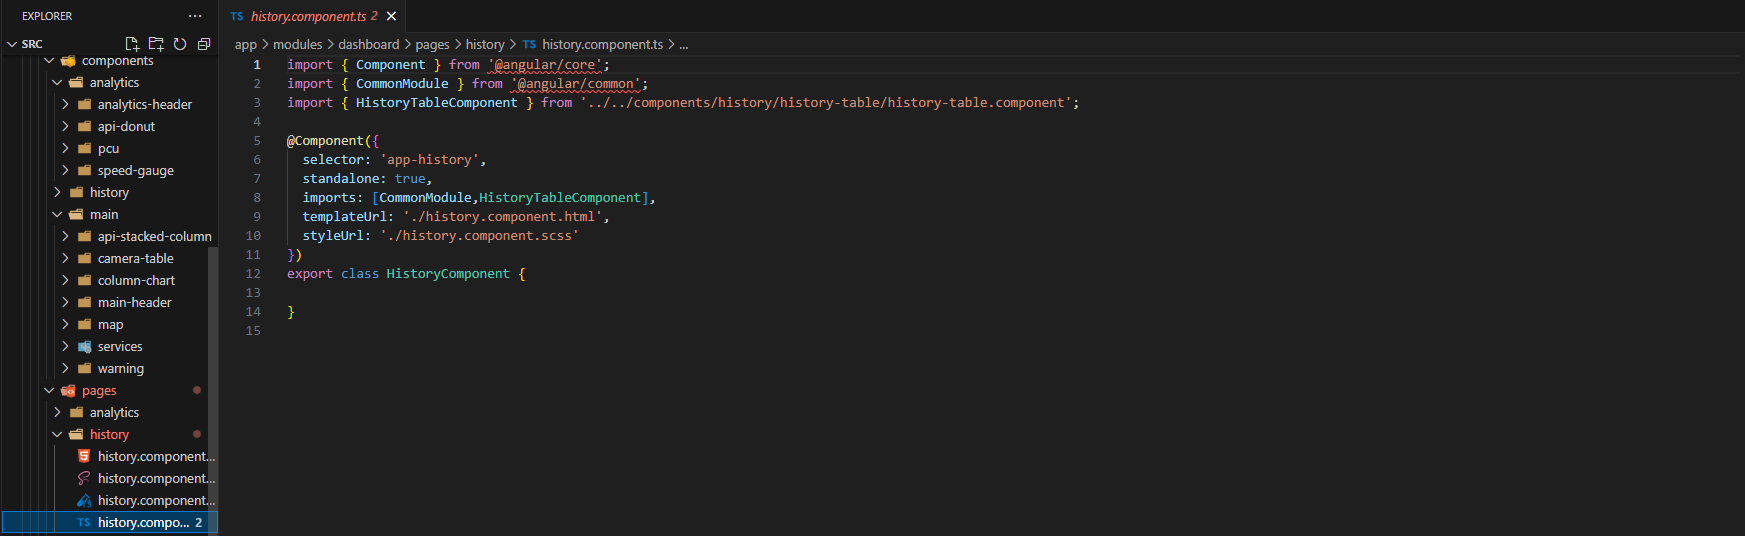 EXPLORER
SRC
components
analytics
analytics-header
api-donut
pcu
speed-gauge
history
main
api-stacked-column
camera-table
column-chart
main-header
map
services
warning
pages
analytics
history
history.component...
history.component...
history.component...
TS history.compo... 2
TS history.component.ts 2
app > modules > dashboard > pages > history > TS history.component.ts > ...
1 import { Component } from '@angular/core';
2 import { CommonModule } from '@angular/common';
3 import { HistoryTableComponent } from '../../components/history/history-table/history-table.component';
4
5 @Component({
6 selector: 'app-history',
7 standalone: true,
8 imports: [CommonModule,HistoryTableComponent],
9 templateUrl: './history.component.html',
10 styleUrl: './history.component.scss'
11 })
12 export class HistoryComponent {
13
14 }
15